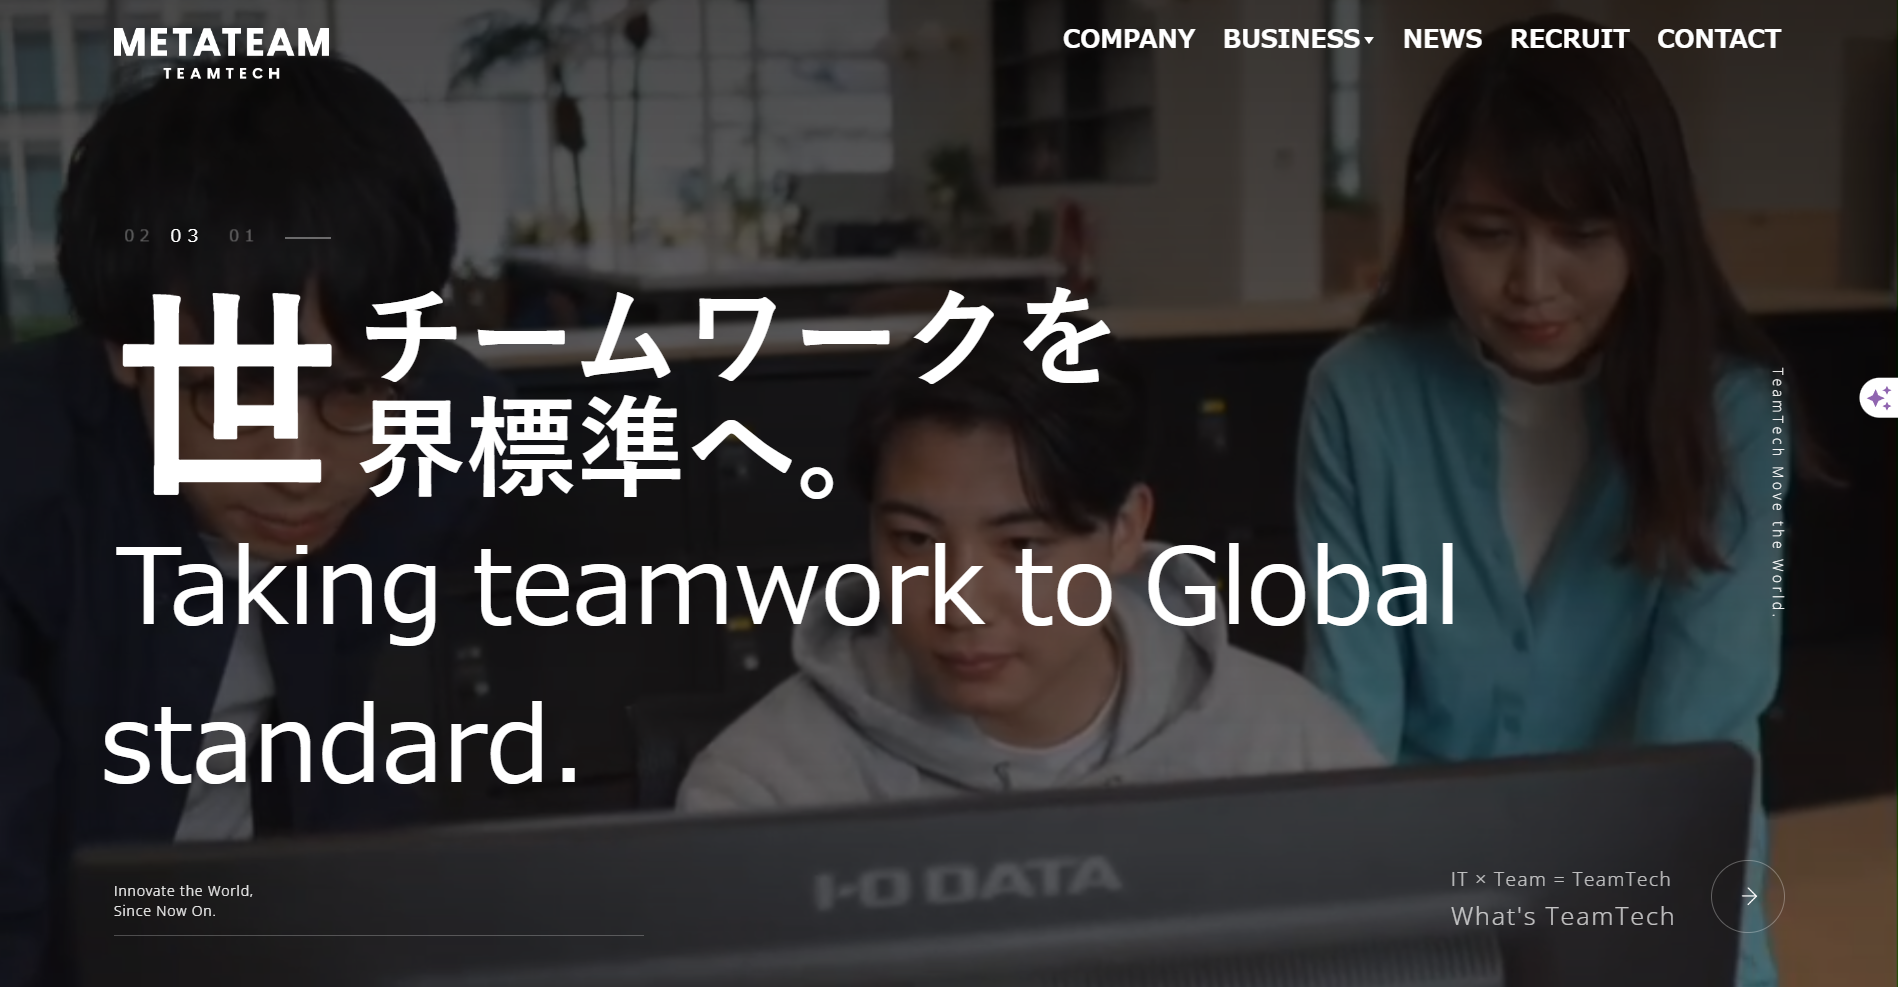 METATEAM
TEAMTECH
COMPANY BUSINESS NEWS RECRUIT CONTACT
02 03 01
チームワークを
世界標準へ。
Taking teamwork to Global
standard.
TeamTech Move the World.
I-O DATA
Innovate the World,
Since Now On.
IT × Team = TeamTech
What's TeamTech